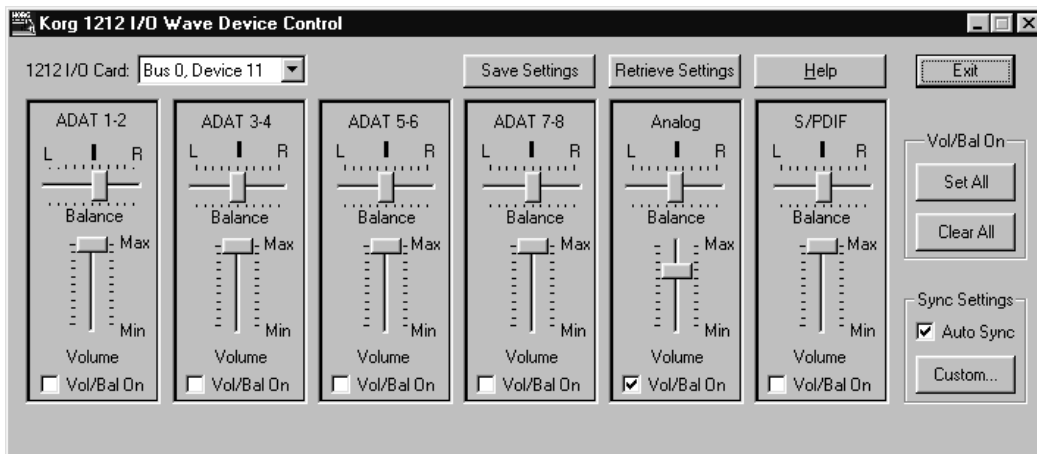 Korg 1212 I/O Wave Device Control
1212 I/O Card: Bus 0, Device 11 Save Settings Retrieve Settings Help Exit
ADAT 1-2
L R
Balance
Max
Min
Volume
Vol/Bal On
ADAT 3-4
L R
Balance
Max
Min
Volume
Vol/Bal On
ADAT 5-6
L R
Balance
Max
Min
Volume
Vol/Bal On
ADAT 7-8
L R
Balance
Max
Min
Volume
Vol/Bal On
Analog
L R
Balance
Max
Min
Volume
Vol/Bal On
S/PDIF
L R
Balance
Max
Min
Volume
Vol/Bal On
Vol/Bal On
Set All
Clear All
Sync Settings
Auto Sync
Custom...